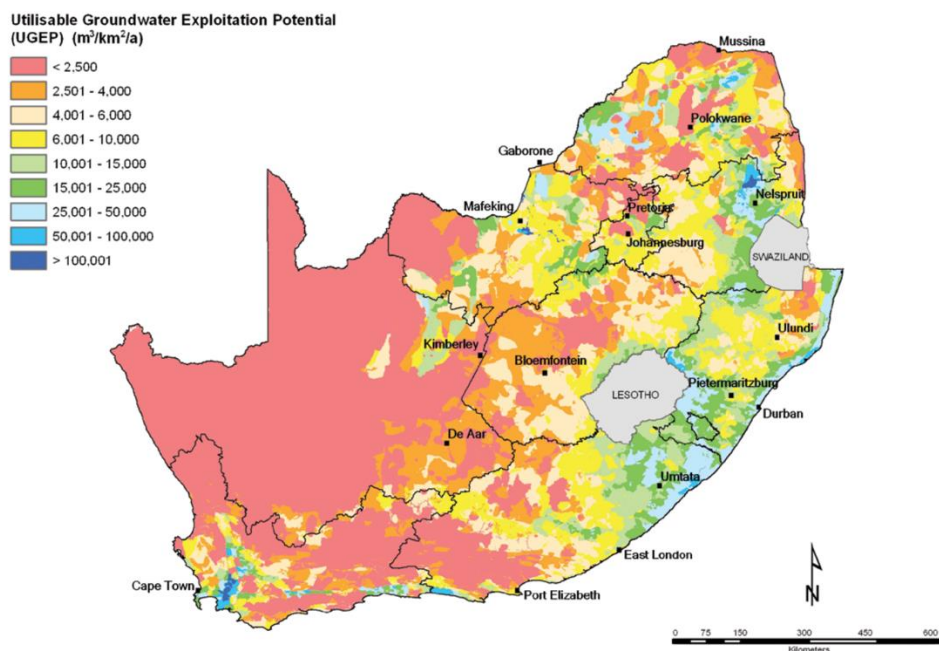 Utilisable Groundwater Exploitation Potential
(UGEP) (m³/km²/a)
< 2,500
2,501 - 4,000
4,001 - 6,000
6,001 - 10,000
10,001 - 15,000
15,001 - 25,000
25,001 - 50,000
50,001 - 100,000
> 100,001
Mussina
Polokwane
Gaborone
Nelspruit
Mafeking
Pretoria
Johannesburg
SWAZILAND
Ulundi
Kimberley
Bloemfontein
Pietermaritzburg
LESOTHO
Durban
De Aar
Umtata
East London
Cape Town
Port Elizabeth
N
0 75 150 300 450 600
Kilometers